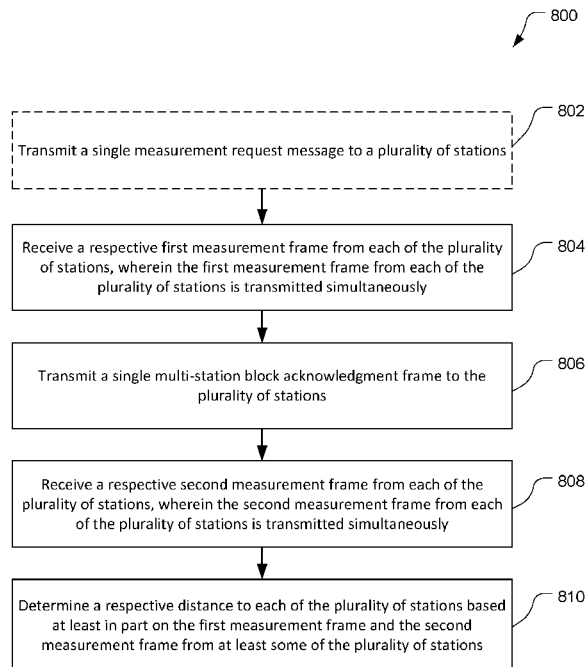 800
802
Transmit a single measurement request message to a plurality of stations
804
Receive a respective first measurement frame from each of the plurality
of stations, wherein the first measurement frame from each of the
plurality of stations is transmitted simultaneously
806
Transmit a single multi-station block acknowledgment frame to the
plurality of stations
808
Receive a respective second measurement frame from each of the
plurality of stations, wherein the second measurement frame from each
of the plurality of stations is transmitted simultaneously
810
Determine a respective distance to each of the plurality of stations based
at least in part on the first measurement frame and the second
measurement frame from at least some of the plurality of stations